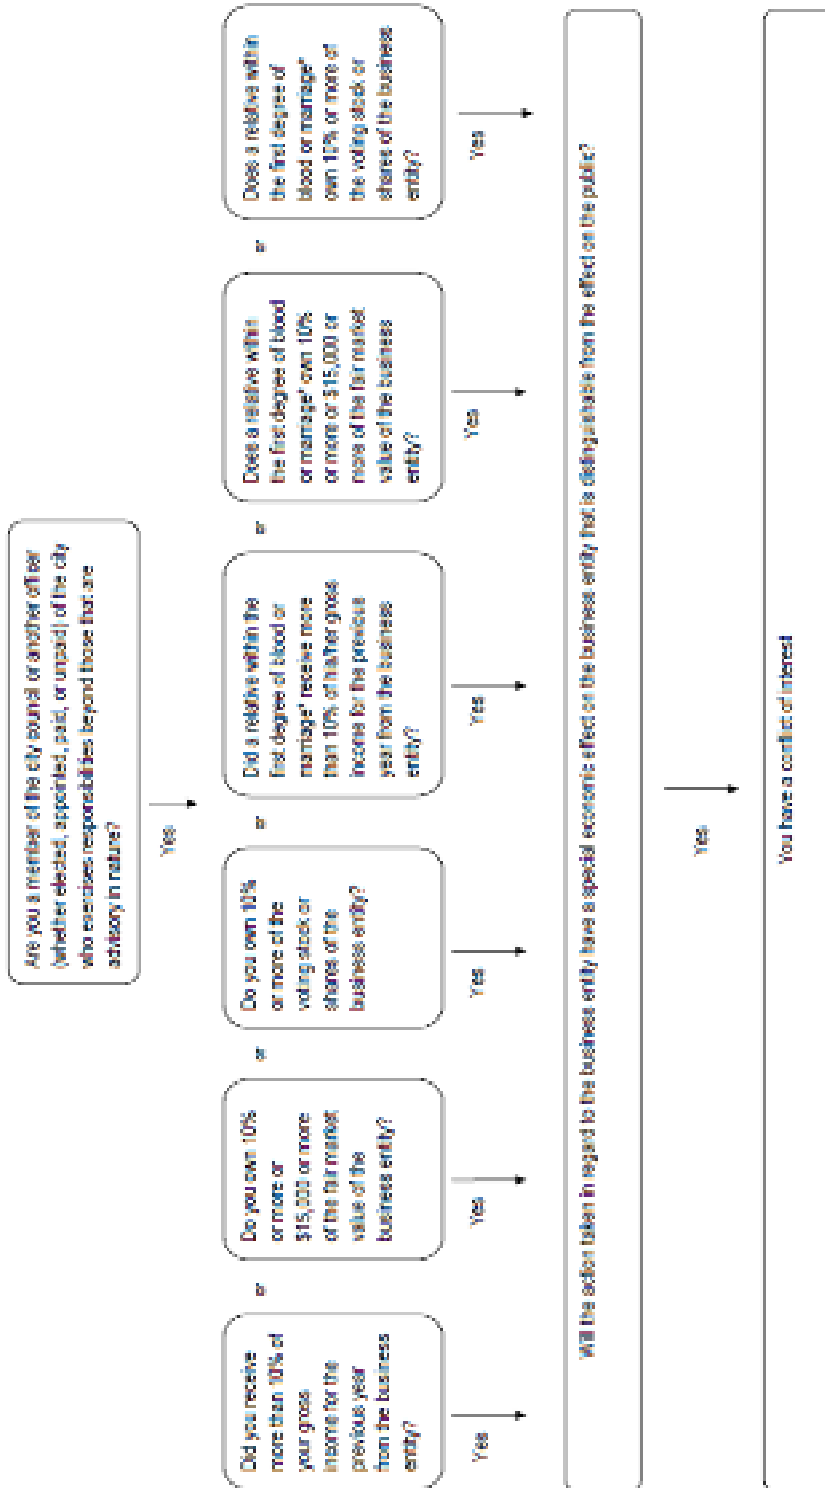 Are you a member of the city council or another officer
(whether elected, appointed, paid, or unpaid) of the city
who exercises responsibilities beyond those that are
advisory in nature?
Yes
Did you receive
more than 10% of
your gross
income for the
previous year
from the business
entity?
or
Do you own 10%
or more or
$15,000 or more
of the fair market
value of the
business entity?
or
Do you own 10%
or more of the
voting stock or
shares of the
business entity?
or
Did a relative within the
first degree of blood or
marriage* receive more
than 10% of his/her gross
income for the previous
year from the business
entity?
or
Does a relative within
the first degree of blood
or marriage* own 10%
or more or $15,000 or
more of the fair market
value of the business
entity?
or
Does a relative within
the first degree of
blood or marriage*
own 10% or more of
the voting stock or
shares of the business
entity?
Yes
Yes
Yes
Yes
Yes
Yes
Will the action taken in regard to the business entity have a special economic effect on the business entity that is distinguishable from the effect on the public?
Yes
You have a conflict of interest